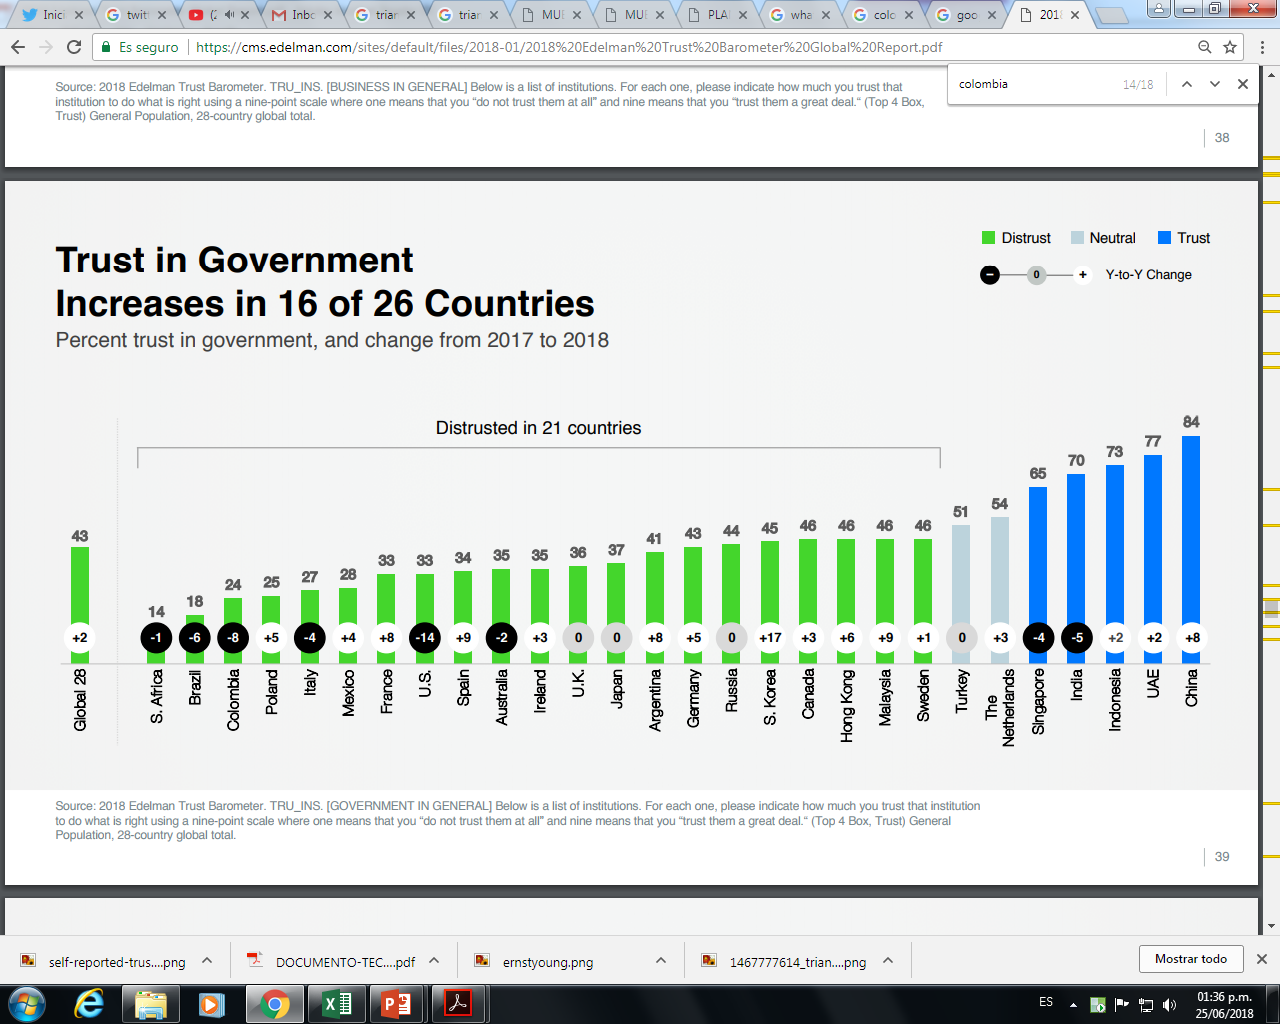 Inici
twitt
(2
Inbo
trian
trian
MUE
MUE
PLAN
wha
colo
goo
2018
Es seguro
https://cms.edelman.com/sites/default/files/2018-01/2018%20Edelman%20Trust%20Barometer%20Global%20Report.pdf
colombia
14/18
Source: 2018 Edelman Trust Barometer. TRU_INS. [BUSINESS IN GENERAL] Below is a list of institutions. For each one, please indicate how much you trust that
institution to do what is right using a nine-point scale where one means that you “do not trust them at all” and nine means that you “trust them a great deal.“ (Top 4 Box,
Trust) General Population, 28-country global total.
38
Trust in Government
Increases in 16 of 26 Countries
Percent trust in government, and change from 2017 to 2018
Distrust Neutral Trust
− 0 + Y-to-Y Change
Distrusted in 21 countries
43 14 18 24 25 27 28 33 33 34 35 35 36 37 41 43 44 45 46 46 46 46 51 54 65 70 73 77 84
+2 -1 -6 -8 +5 -4 +4 +8 -14 +9 -2 +3 0 0 +8 +5 0 +17 +3 +6 +9 +1 0 +3 -4 -5 +2 +2 +8
Global 28
S. Africa
Brazil
Colombia
Poland
Italy
Mexico
France
U.S.
Spain
Australia
Ireland
U.K.
Japan
Argentina
Germany
Russia
S. Korea
Canada
Hong Kong
Malaysia
Sweden
Turkey
The
Netherlands
Singapore
India
Indonesia
UAE
China
Source: 2018 Edelman Trust Barometer. TRU_INS. [GOVERNMENT IN GENERAL] Below is a list of institutions. For each one, please indicate how much you trust that institution
to do what is right using a nine-point scale where one means that you “do not trust them at all” and nine means that you “trust them a great deal.“ (Top 4 Box, Trust) General
Population, 28-country global total.
39
self-reported-trus....png
DOCUMENTO-TEC....pdf
ernstyoung.png
1467777614_trian....png
Mostrar todo
ES
01:36 p.m.
25/06/2018